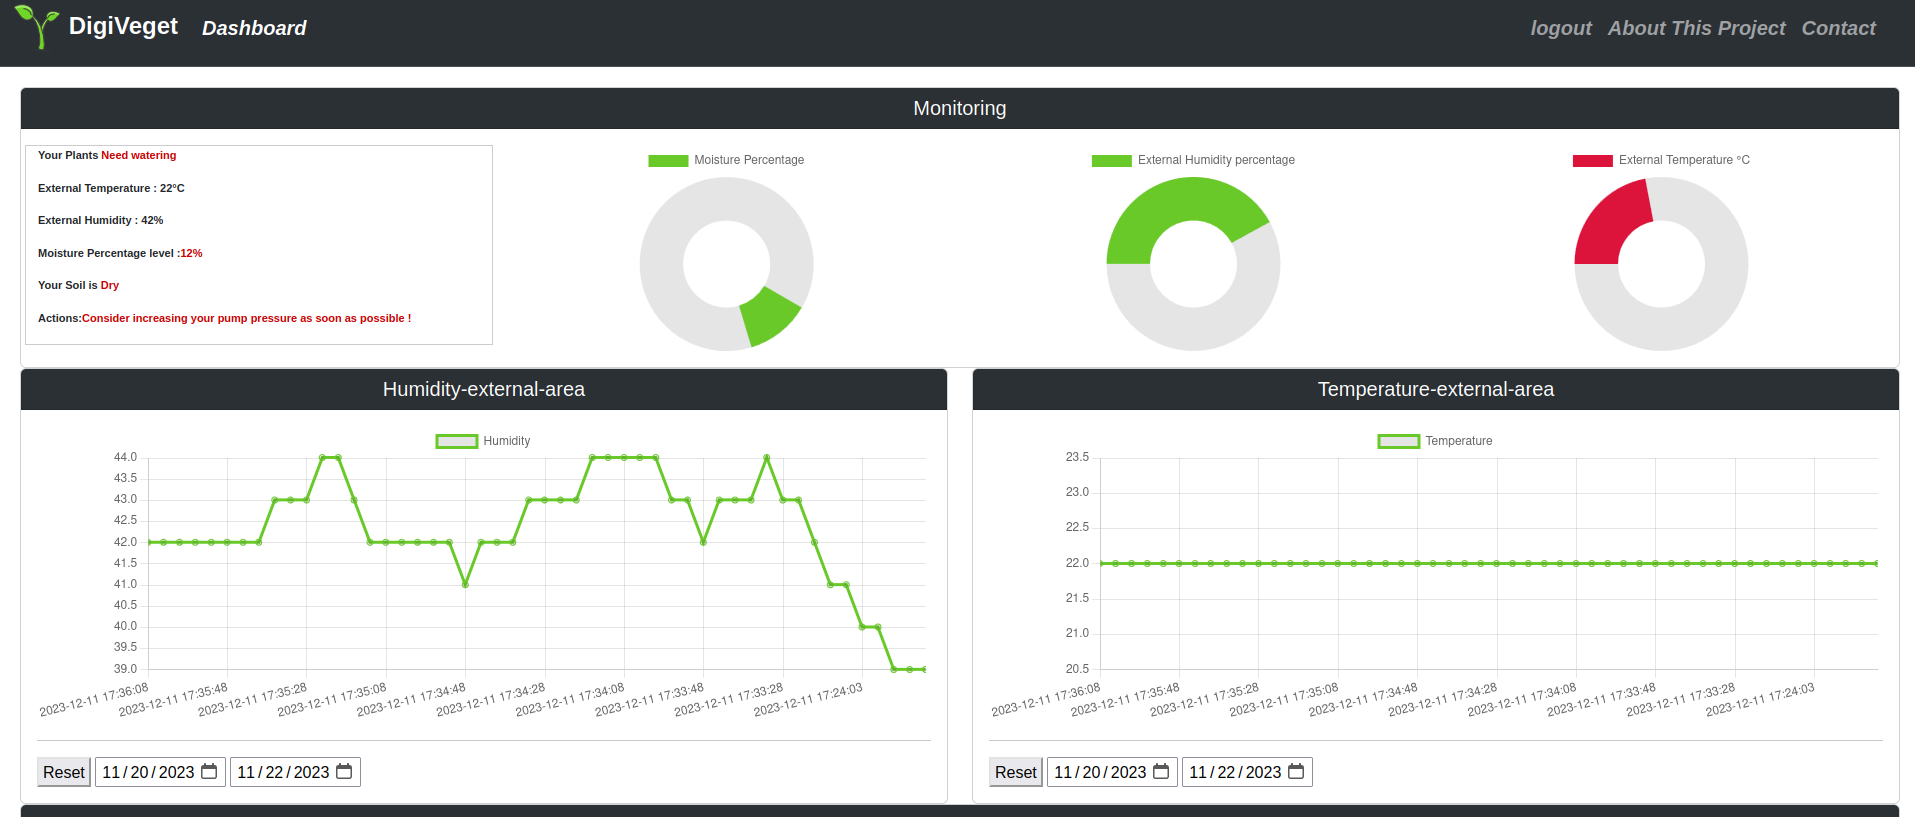 DigiVeget Dashboard logout About This Project Contact
Monitoring
Your Plants Need watering
External Temperature : 22°C
External Humidity : 42%
Moisture Percentage level :12%
Your Soil is Dry
Actions:Consider increasing your pump pressure as soon as possible !
Moisture Percentage
External Humidity percentage
External Temperature °C
Humidity-external-area
Humidity
44.0
43.5
43.0
42.5
42.0
41.5
41.0
40.5
40.0
39.5
39.0
2023-12-11 17:36:08
2023-12-11 17:35:48
2023-12-11 17:35:28
2023-12-11 17:35:08
2023-12-11 17:34:48
2023-12-11 17:34:28
2023-12-11 17:34:08
2023-12-11 17:33:48
2023-12-11 17:33:28
2023-12-11 17:24:03
Reset 11/20/2023 11/22/2023
Temperature-external-area
Temperature
23.5
23.0
22.5
22.0
21.5
21.0
20.5
2023-12-11 17:36:08
2023-12-11 17:35:48
2023-12-11 17:35:28
2023-12-11 17:35:08
2023-12-11 17:34:48
2023-12-11 17:34:28
2023-12-11 17:34:08
2023-12-11 17:33:48
2023-12-11 17:33:28
2023-12-11 17:24:03
Reset 11/20/2023 11/22/2023